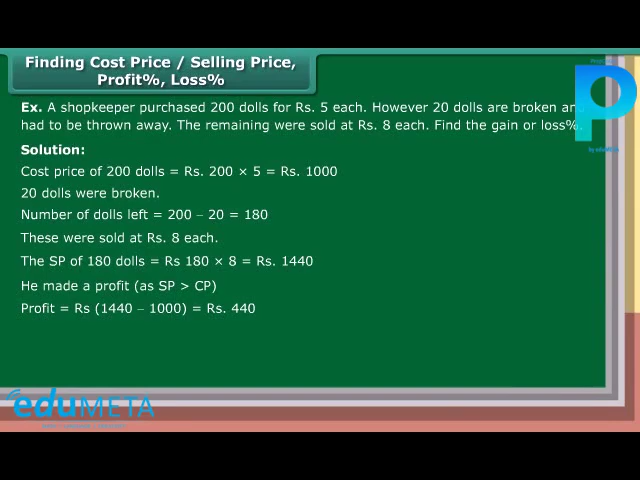 Finding Cost Price / Selling Price,
Profit%, Loss%
Ex. A shopkeeper purchased 200 dolls for Rs. 5 each. However 20 dolls are broken and
had to be thrown away. The remaining were sold at Rs. 8 each. Find the gain or loss%.
Solution:
Cost price of 200 dolls = Rs. 200 × 5 = Rs. 1000
20 dolls were broken.
Number of dolls left = 200 – 20 = 180
These were sold at Rs. 8 each.
The SP of 180 dolls = Rs 180 × 8 = Rs. 1440
He made a profit (as SP > CP)
Profit = Rs (1440 – 1000) = Rs. 440
P
by eduMETA
eduMETA